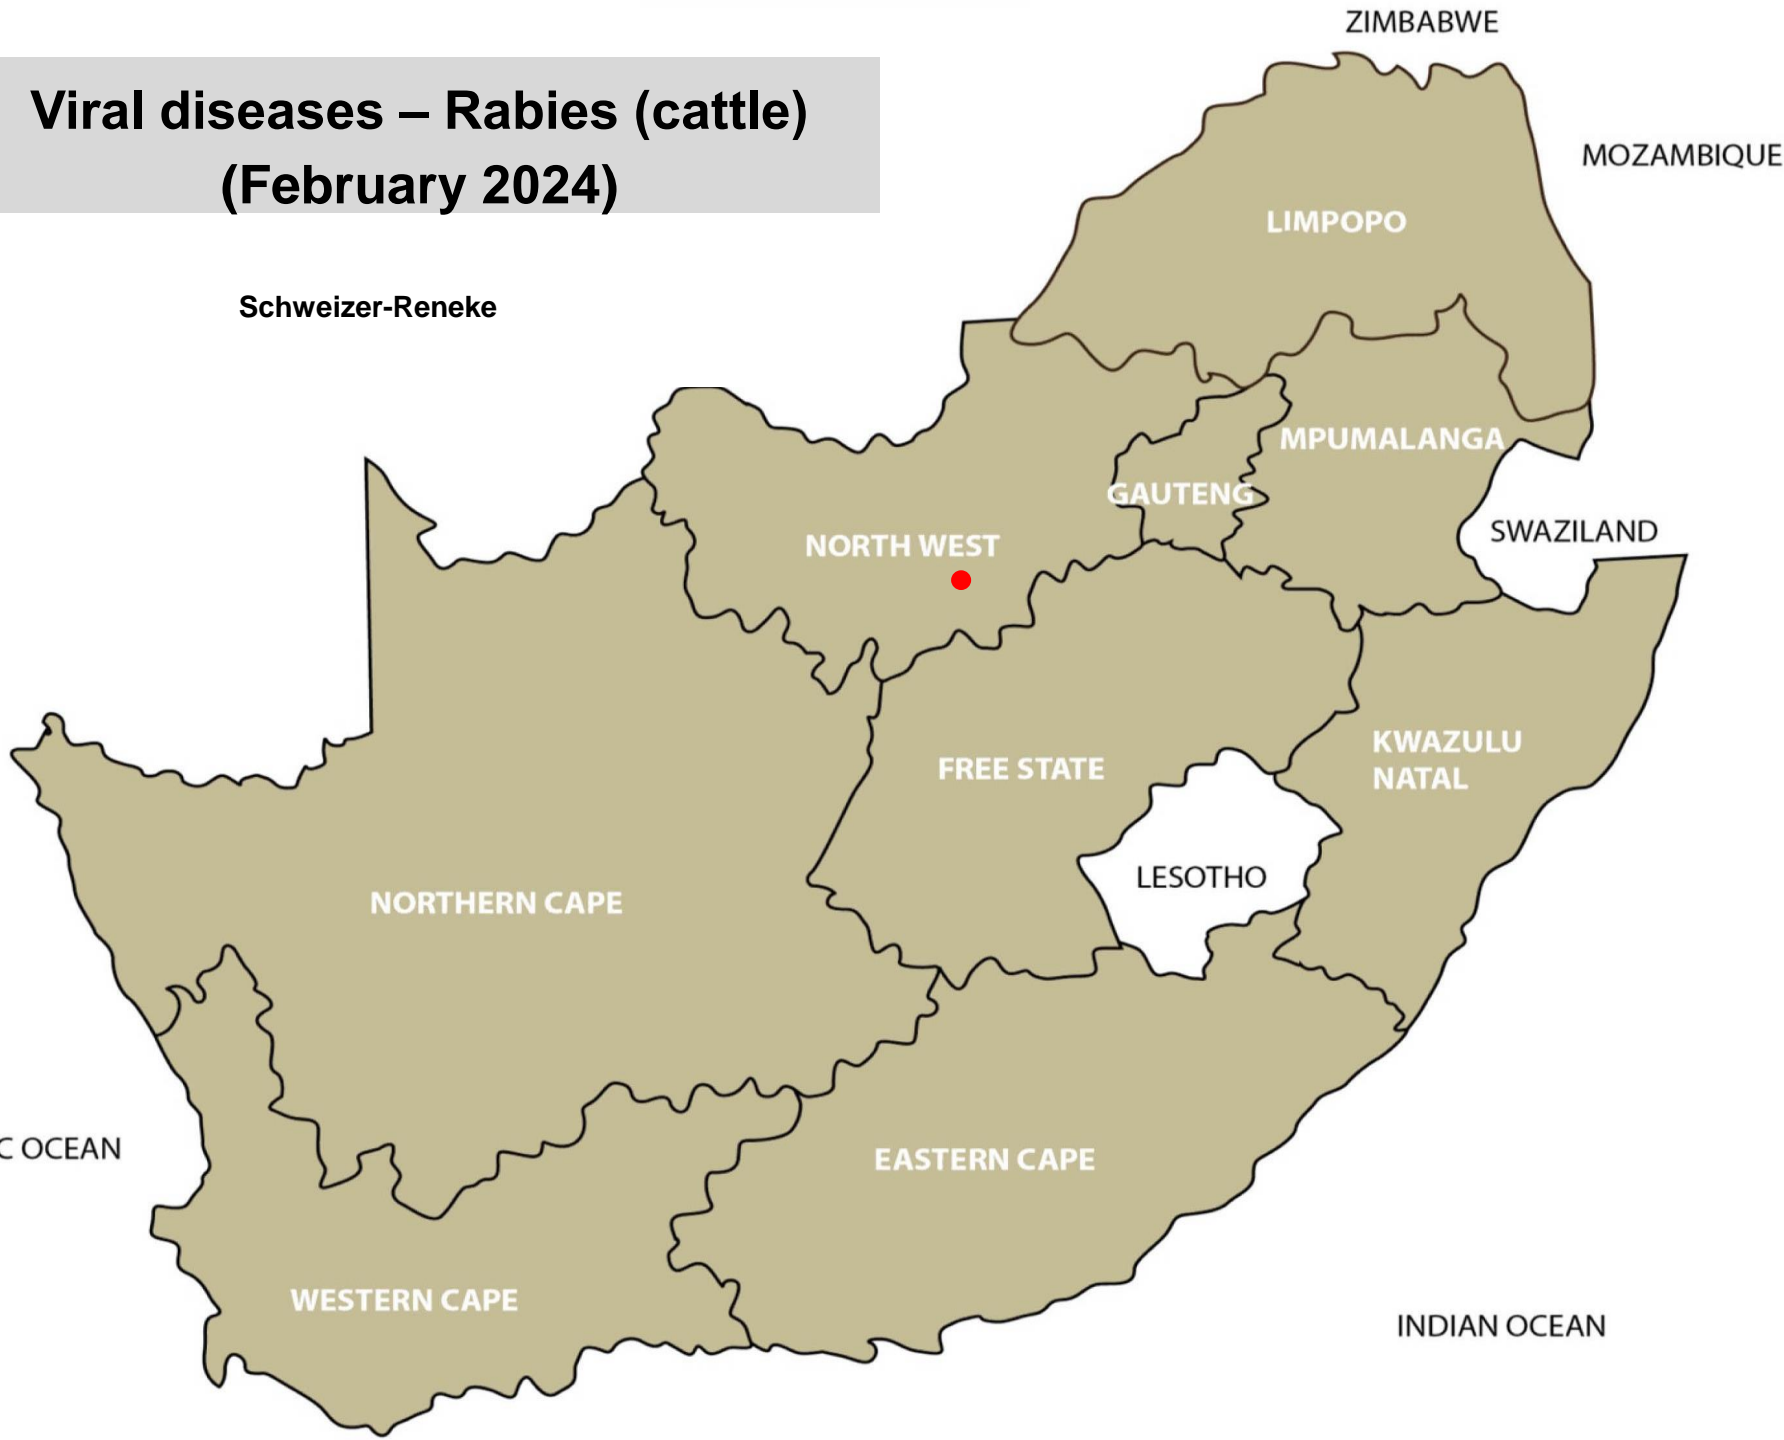 ZIMBABWE
Viral diseases – Rabies (cattle)
(February 2024)
MOZAMBIQUE
LIMPOPO
Schweizer-Reneke
MPUMALANGA
GAUTENG
SWAZILAND
NORTH WEST
KWAZULU
NATAL
FREE STATE
LESOTHO
NORTHERN CAPE
C OCEAN
EASTERN CAPE
WESTERN CAPE
INDIAN OCEAN